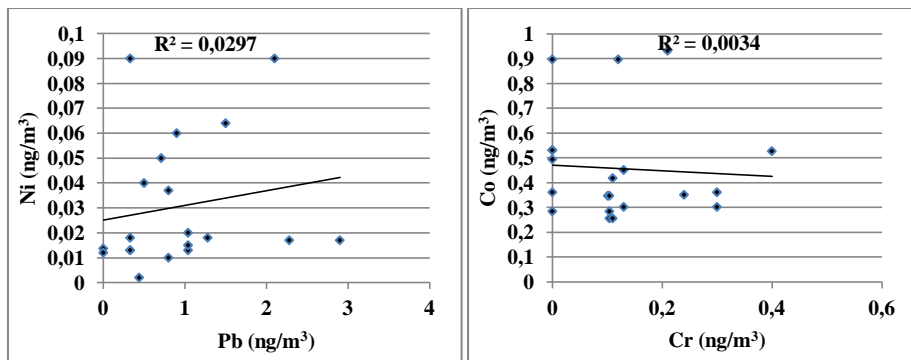 R² = 0,0297
0,1
0,09
0,08
0,07
0,06
0,05
0,04
0,03
0,02
0,01
0
Ni (ng/m³)
0 1 2 3 4
Pb (ng/m³)
R² = 0,0034
1
0,9
0,8
0,7
0,6
0,5
0,4
0,3
0,2
0,1
0
Co (ng/m³)
0 0,2 0,4 0,6
Cr (ng/m³)